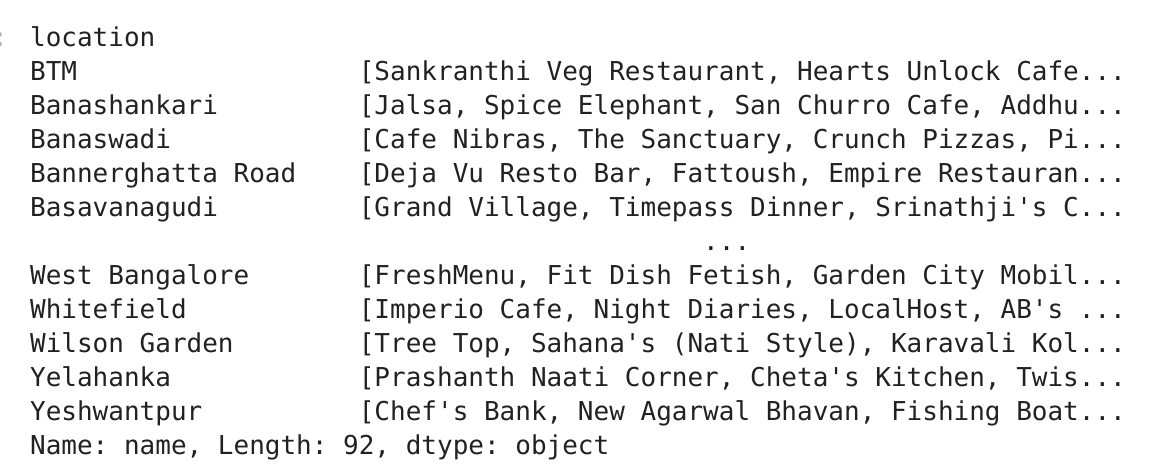 location
BTM [Sankranthi Veg Restaurant, Hearts Unlock Cafe...
Banashankari [Jalsa, Spice Elephant, San Churro Cafe, Addhu...
Banaswadi [Cafe Nibras, The Sanctuary, Crunch Pizzas, Pi...
Bannerghatta Road [Deja Vu Resto Bar, Fattoush, Empire Restauran...
Basavanagudi [Grand Village, Timepass Dinner, Srinathji's C...
...
West Bangalore [FreshMenu, Fit Dish Fetish, Garden City Mobil...
Whitefield [Imperio Cafe, Night Diaries, LocalHost, AB's ...
Wilson Garden [Tree Top, Sahana's (Nati Style), Karavali Kol...
Yelahanka [Prashanth Naati Corner, Cheta's Kitchen, Twis...
Yeshwantpur [Chef's Bank, New Agarwal Bhavan, Fishing Boat...
Name: name, Length: 92, dtype: object